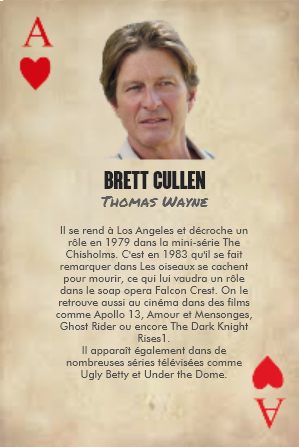 A
BRETT CULLEN
THOMAS WAYNE
Il se rend à Los Angeles et décroche un
rôle en 1979 dans la mini-série The
Chisholms. C'est en 1983 qu'il se fait
remarquer dans Les oiseaux se cachent
pour mourir, ce qui lui vaudra un rôle
dans le soap opera Falcon Crest. On le
retrouve aussi au cinéma dans des films
comme Apollo 13, Amour et Mensonges,
Ghost Rider ou encore The Dark Knight
Rises1.
Il apparaît également dans de
nombreuses séries télévisées comme
Ugly Betty et Under the Dome.
A